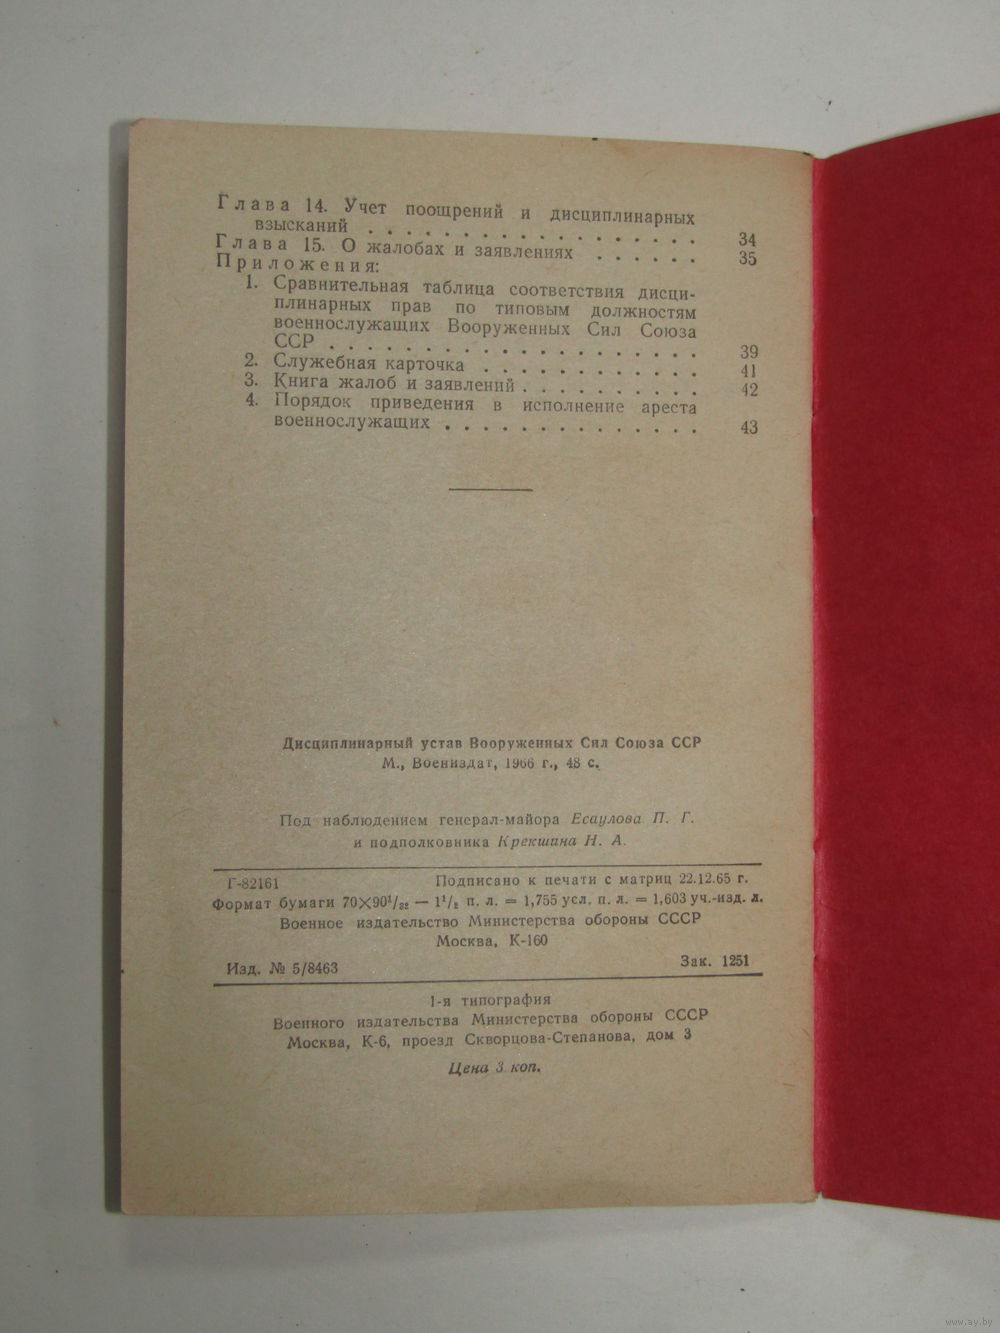 Глава 14. Учет поощрений и дисциплинарных
взысканий . . . . . . . . . . . . . . . . . . 34
Глава 15. О жалобах и заявлениях . . . . . . 35
Приложения:
1. Сравнительная таблица соответствия дисци-
плинарных прав по типовым должностям
военнослужащих Вооруженных Сил Союза
ССР . . . . . . . . . . . . . . . . . . . 39
2. Служебная карточка . . . . . . . . . . . . 41
3. Книга жалоб и заявлений . . . . . . . . . . 42
4. Порядок приведения в исполнение ареста
военнослужащих . . . . . . . . . . . . . . 43
Дисциплинарный устав Вооруженных Сил Союза ССР
М., Воениздат, 1966 г., 48 с.
Под наблюдением генерал-майора Есаулова П. Г.
и подполковника Крекшина Н. А.
Г-82161 Подписано к печати с матриц 22.12.65 г.
Формат бумаги 70×90¹/₃₂ — 1¹/₂ п. л. = 1,755 усл. п. л. = 1,603 уч.-изд. л.
Военное издательство Министерства обороны СССР
Москва, К-160
Изд. № 5/8463 Зак. 1251
1-я типография
Военного издательства Министерства обороны СССР
Москва, К-6, проезд Скворцова-Степанова, дом 3
Цена 3 коп.
www.ay.by